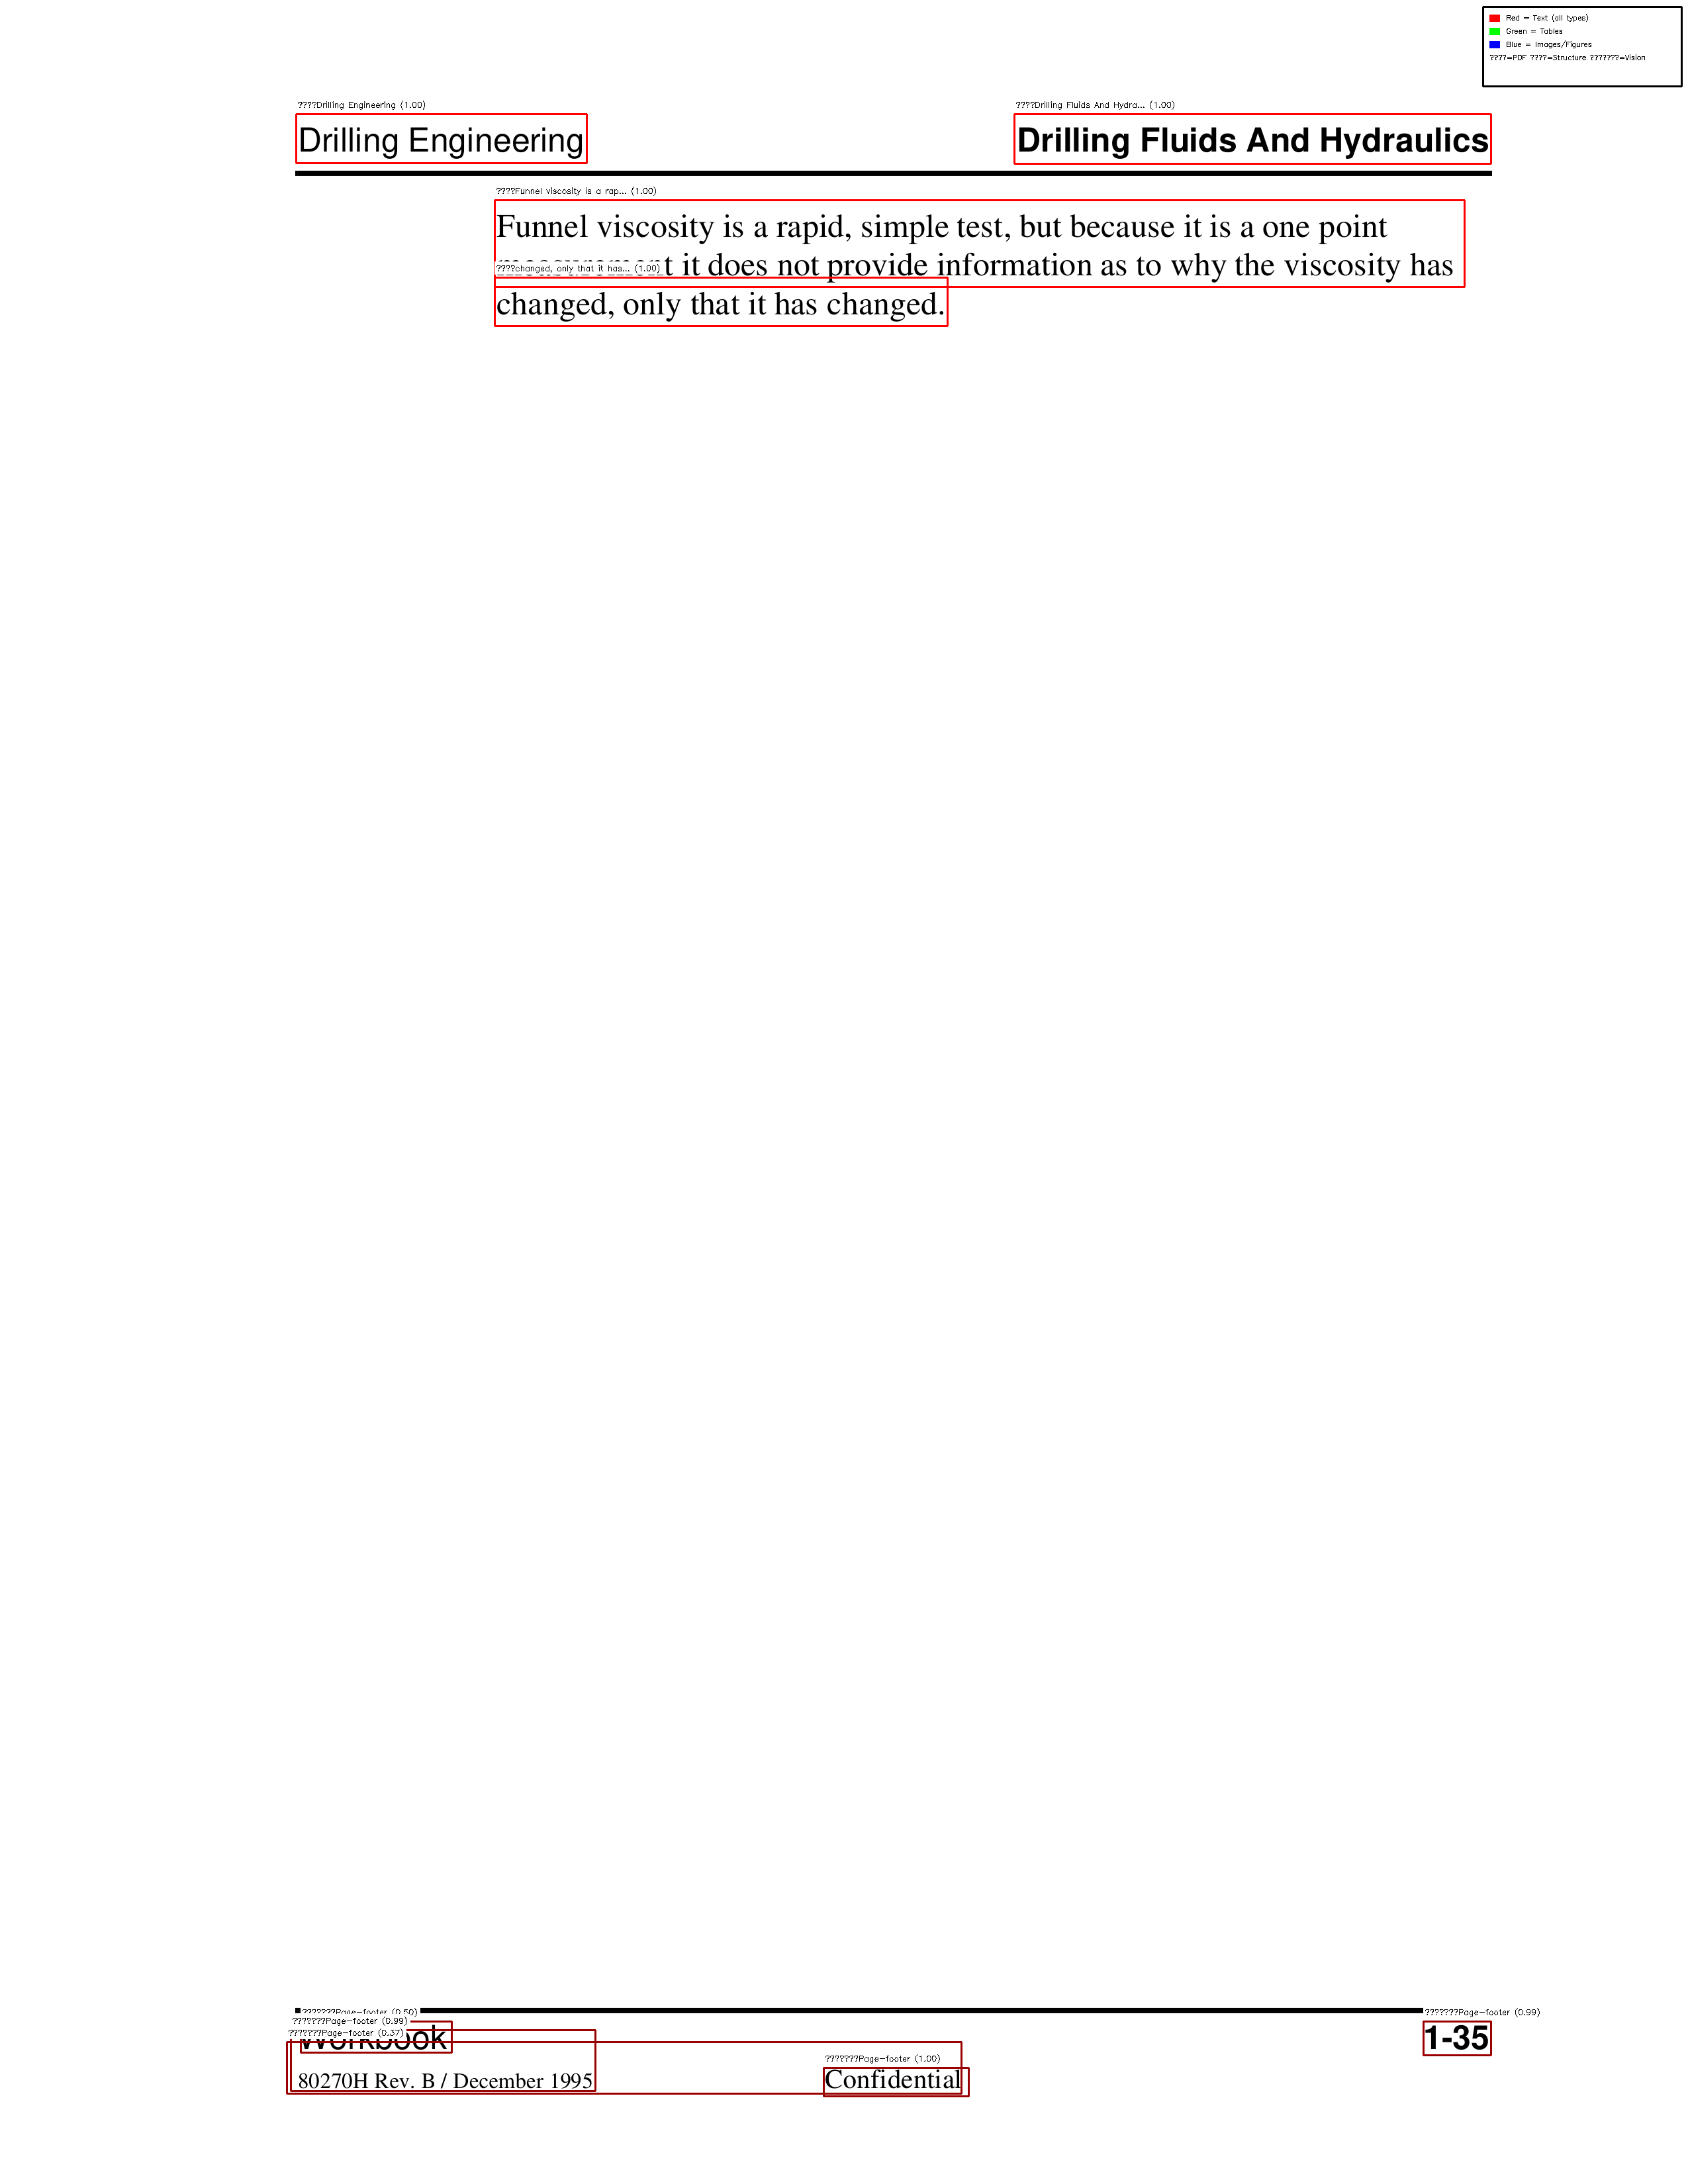 Red = Text (all types)
Green = Tables
Blue = Images/Figures
????=PDF ????=Structure ???????=Vision
????Drilling Engineering (1.00)
????Drilling Fluids And Hydra... (1.00)
Drilling Engineering
Drilling Fluids And Hydraulics
????Funnel viscosity is a rap... (1.00)
Funnel viscosity is a rapid, simple test, but because it is a one point
measurement it does not provide information as to why the viscosity has
????changed, only that it has... (1.00)
changed, only that it has changed.
???????Page-footer (0.50)
???????Page-footer (0.99)
???????Page-footer (0.99)
???????Page-footer (0.37)
Workbook
1-35
???????Page-footer (1.00)
80270H Rev. B / December 1995
Confidential